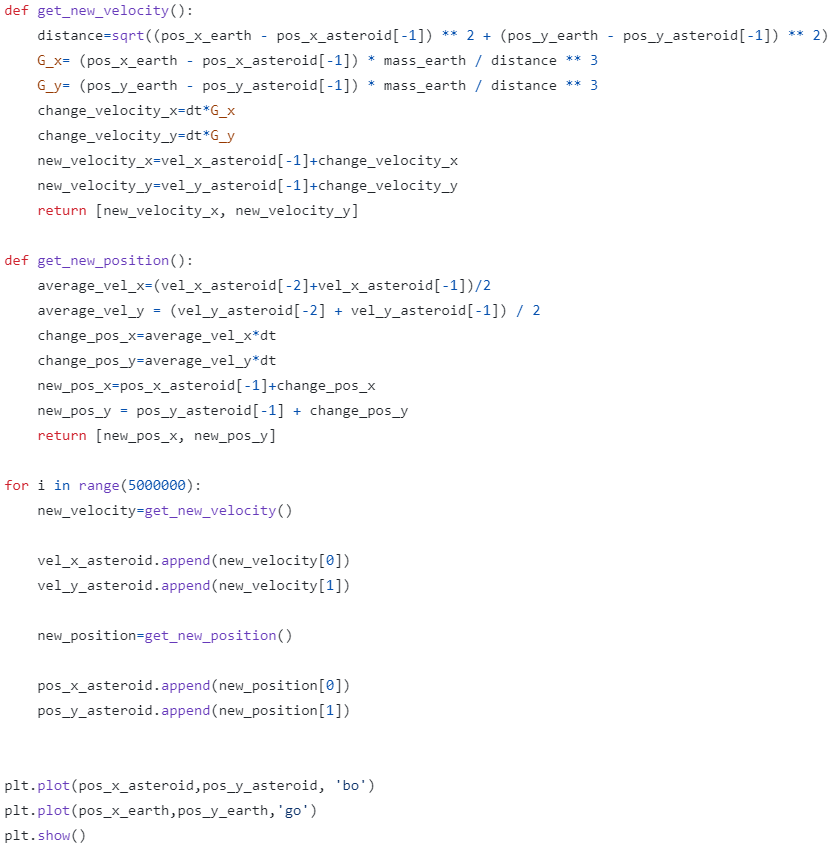 def get_new_velocity():
    distance=sqrt((pos_x_earth - pos_x_asteroid[-1]) ** 2 + (pos_y_earth - pos_y_asteroid[-1]) ** 2)
    G_x= (pos_x_earth - pos_x_asteroid[-1]) * mass_earth / distance ** 3
    G_y= (pos_y_earth - pos_y_asteroid[-1]) * mass_earth / distance ** 3
    change_velocity_x=dt*G_x
    change_velocity_y=dt*G_y
    new_velocity_x=vel_x_asteroid[-1]+change_velocity_x
    new_velocity_y=vel_y_asteroid[-1]+change_velocity_y
    return [new_velocity_x, new_velocity_y]

def get_new_position():
    average_vel_x=(vel_x_asteroid[-2]+vel_x_asteroid[-1])/2
    average_vel_y = (vel_y_asteroid[-2] + vel_y_asteroid[-1]) / 2
    change_pos_x=average_vel_x*dt
    change_pos_y=average_vel_y*dt
    new_pos_x=pos_x_asteroid[-1]+change_pos_x
    new_pos_y = pos_y_asteroid[-1] + change_pos_y
    return [new_pos_x, new_pos_y]

for i in range(5000000):
    new_velocity=get_new_velocity()

    vel_x_asteroid.append(new_velocity[0])
    vel_y_asteroid.append(new_velocity[1])

    new_position=get_new_position()

    pos_x_asteroid.append(new_position[0])
    pos_y_asteroid.append(new_position[1])


plt.plot(pos_x_asteroid,pos_y_asteroid, 'bo')
plt.plot(pos_x_earth,pos_y_earth,'go')
plt.show()